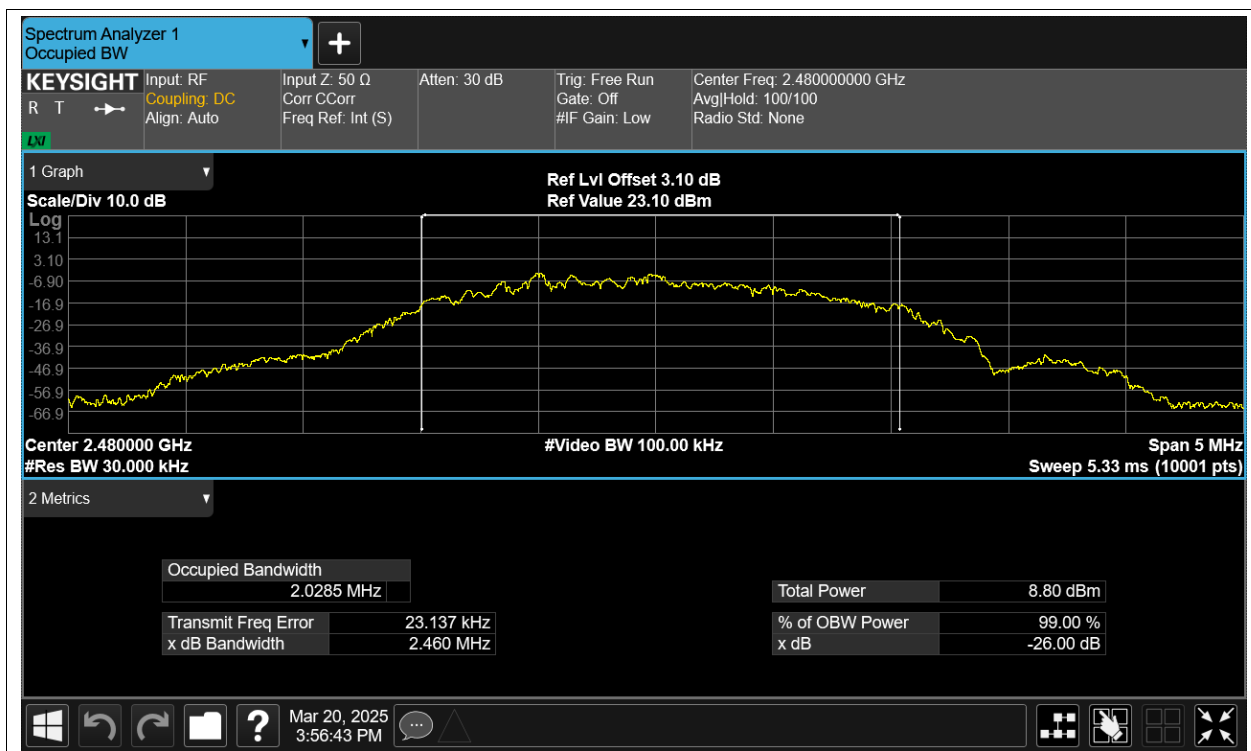 Spectrum Analyzer 1
Occupied BW
▼
+
KEYSIGHT
R T
LXI
Input: RF
Coupling: DC
Align: Auto
Input Z: 50 Ω
Corr CCorr
Freq Ref: Int (S)
Atten: 30 dB
Trig: Free Run
Gate: Off
#IF Gain: Low
Center Freq: 2.480000000 GHz
Avg|Hold: 100/100
Radio Std: None
1 Graph ▼
Scale/Div 10.0 dB
Ref Lvl Offset 3.10 dB
Ref Value 23.10 dBm
Log
13.1
3.10
-6.90
-16.9
-26.9
-36.9
-46.9
-56.9
-66.9
Center 2.480000 GHz
#Res BW 30.000 kHz
#Video BW 100.00 kHz
Span 5 MHz
Sweep 5.33 ms (10001 pts)
2 Metrics ▼
Occupied Bandwidth
2.0285 MHz
Transmit Freq Error 23.137 kHz
x dB Bandwidth 2.460 MHz
Total Power 8.80 dBm
% of OBW Power 99.00 %
x dB -26.00 dB
?
Mar 20, 2025
3:56:43 PM